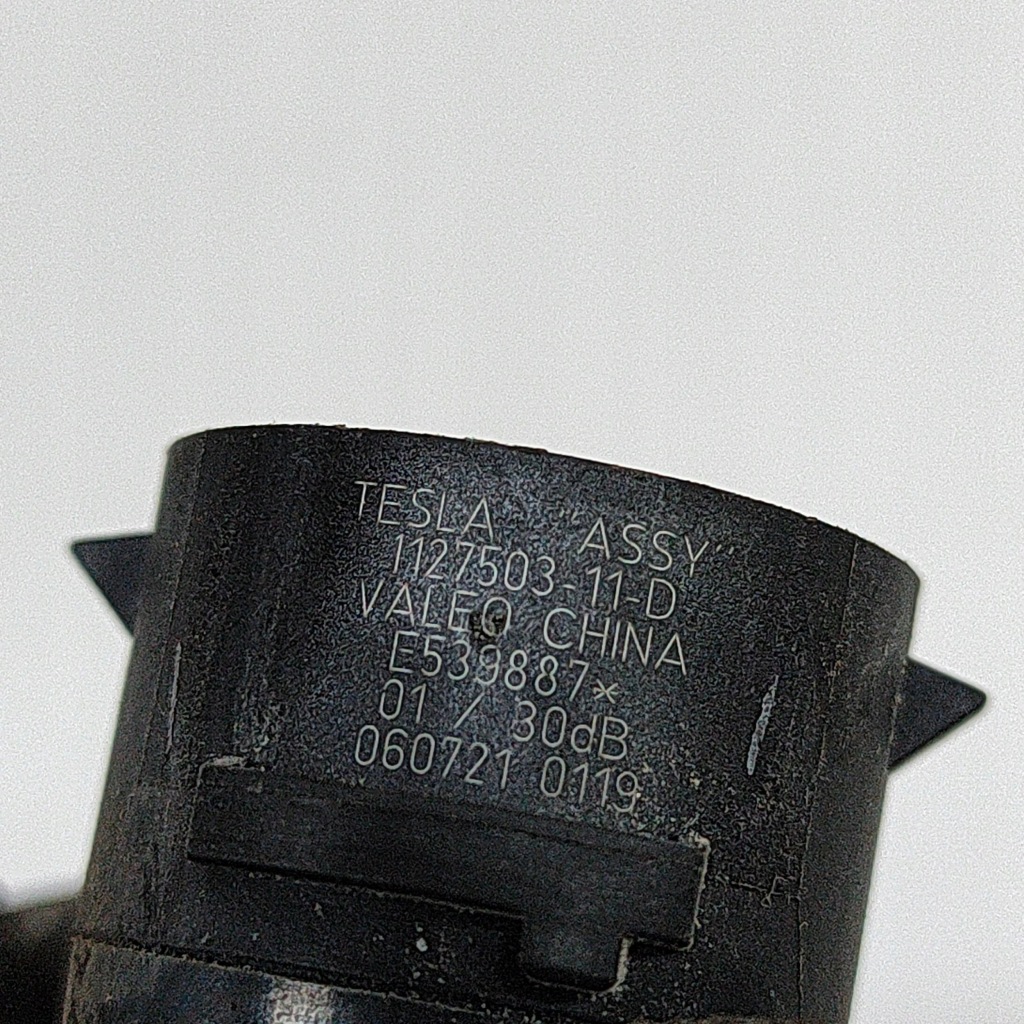 TESLA "ASSY"
1127503-11-D
VALEO CHINA
E539887*
01 / 30dB
060721 0119